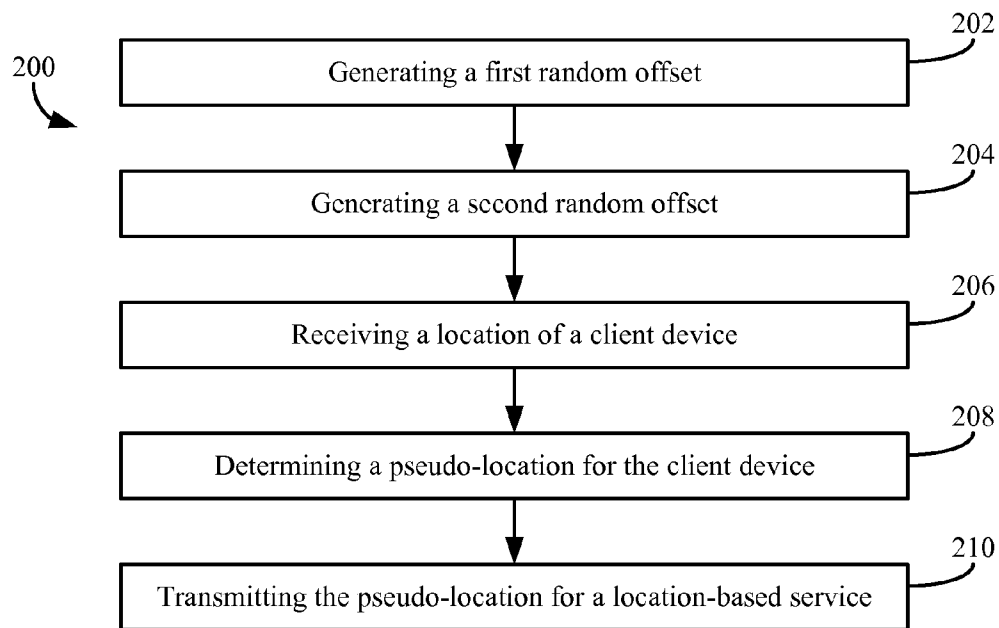 202
200
Generating a first random offset
204
Generating a second random offset
206
Receiving a location of a client device
208
Determining a pseudo-location for the client device
210
Transmitting the pseudo-location for a location-based service